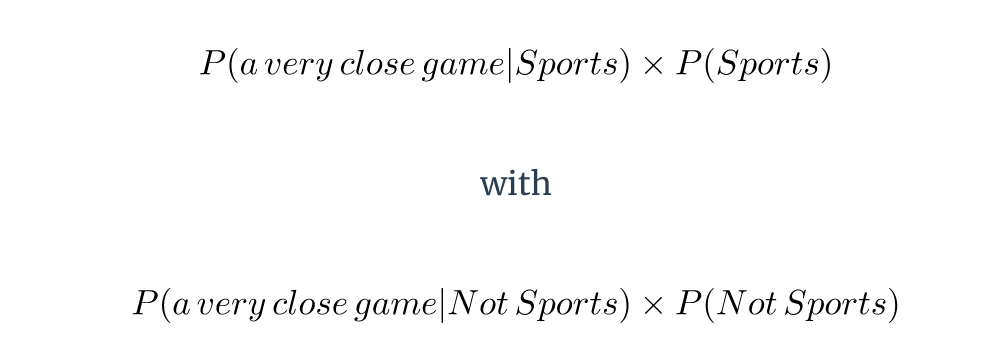 P(a very close game|Sports) × P(Sports)
with
P(a very close game|Not Sports) × P(Not Sports)